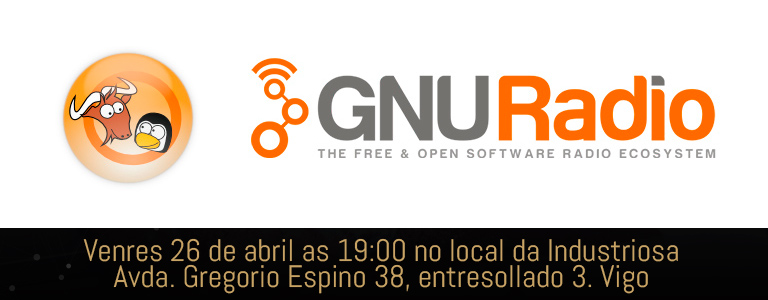 GNURadio
THE FREE & OPEN SOFTWARE RADIO ECOSYSTEM
Venres 26 de abril as 19:00 no local da Industriosa
Avda. Gregorio Espino 38, entresollado 3. Vigo